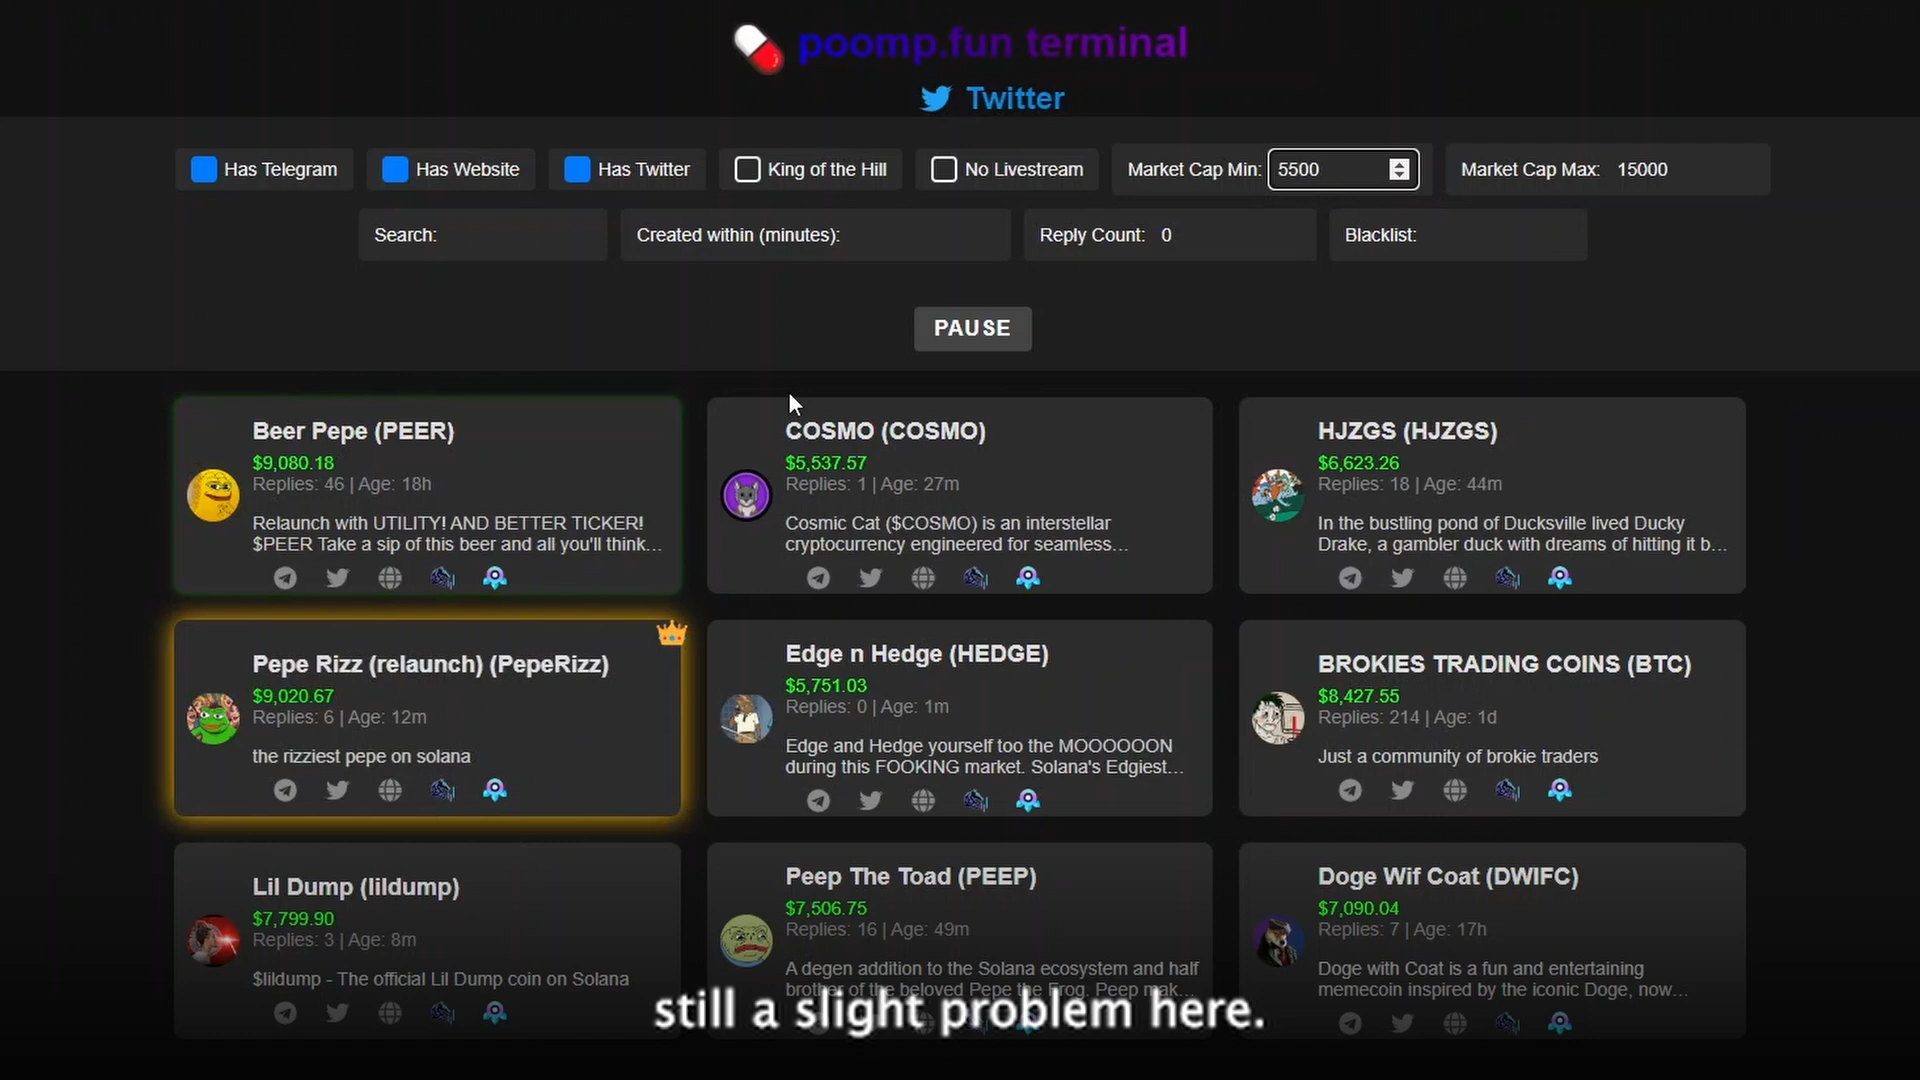 poomp.fun terminal
Twitter
Has Telegram
Has Website
Has Twitter
King of the Hill
No Livestream
Market Cap Min: 5500
Market Cap Max: 15000
Search:
Created within (minutes):
Reply Count: 0
Blacklist:
PAUSE
Beer Pepe (PEER)
$9,080.18
Replies: 46 | Age: 18h
Relaunch with UTILITY! AND BETTER TICKER!
$PEER Take a sip of this beer and all you'll think...
COSMO (COSMO)
$5,537.57
Replies: 1 | Age: 27m
Cosmic Cat ($COSMO) is an interstellar
cryptocurrency engineered for seamless...
HJZGS (HJZGS)
$6,623.26
Replies: 18 | Age: 44m
In the bustling pond of Ducksville lived Ducky
Drake, a gambler duck with dreams of hitting it b...
Pepe Rizz (relaunch) (PepeRizz)
$9,020.67
Replies: 6 | Age: 12m
the rizziest pepe on solana
Edge n Hedge (HEDGE)
$5,751.03
Replies: 0 | Age: 1m
Edge and Hedge yourself too the MOOOOOON
during this FOOKING market. Solana's Edgiest...
BROKIES TRADING COINS (BTC)
$8,427.55
Replies: 214 | Age: 1d
Just a community of brokie traders
Lil Dump (lildump)
$7,799.90
Replies: 3 | Age: 8m
$lildump - The official Lil Dump coin on Solana
Peep The Toad (PEEP)
$7,506.75
Replies: 16 | Age: 49m
A degen addition to the Solana ecosystem and half
brother of the beloved Pepe the Frog. Peep mak...
Doge Wif Coat (DWIFC)
$7,090.04
Replies: 7 | Age: 17h
Doge with Coat is a fun and entertaining
memecoin inspired by the iconic Doge, now...
still a slight problem here.